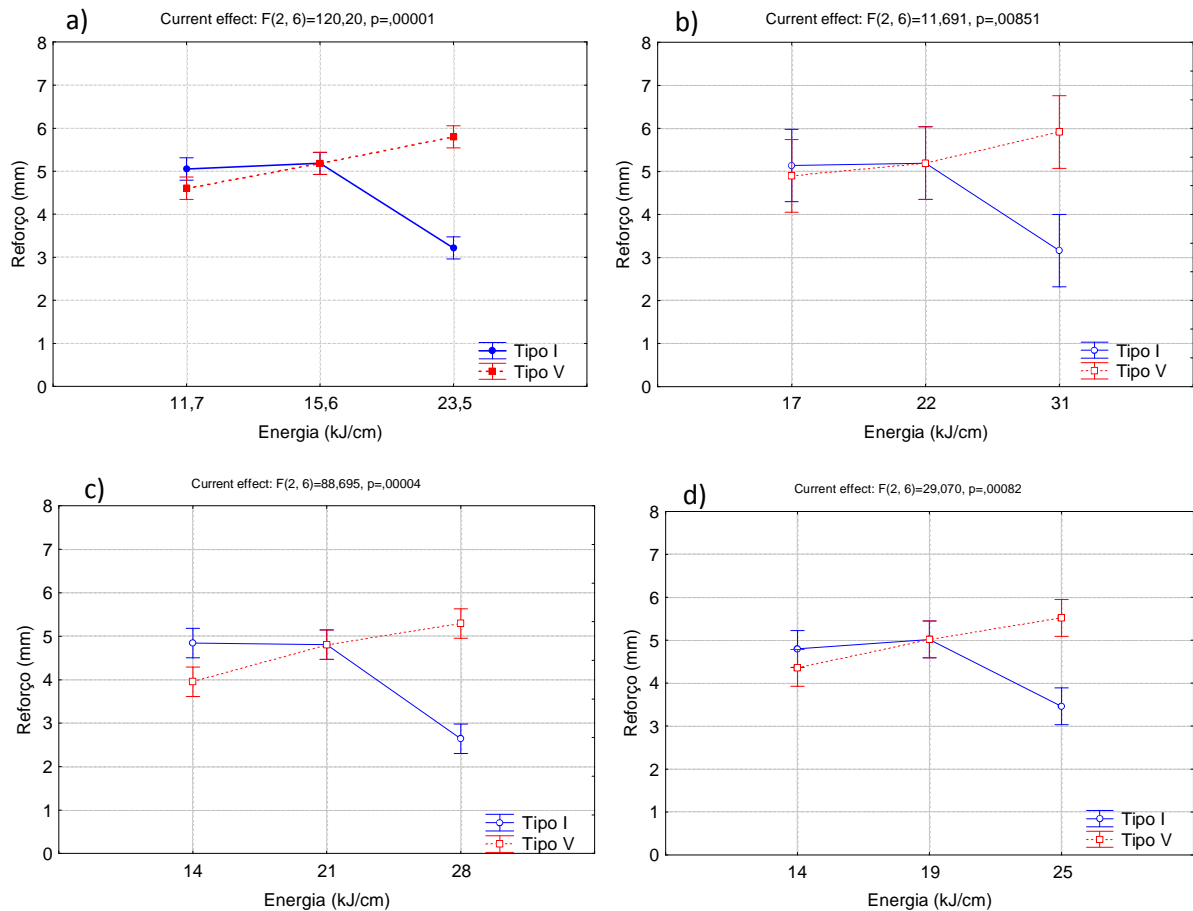 a)
Current effect: F(2, 6)=120,20, p=,00001
8
7
6
5
4
3
2
1
0
Reforço (mm)
11,7 15,6 23,5
Energia (kJ/cm)
Tipo I
Tipo V
b)
Current effect: F(2, 6)=11,691, p=,00851
8
7
6
5
4
3
2
1
0
Reforço (mm)
17 22 31
Energia (kJ/cm)
Tipo I
Tipo V
c)
Current effect: F(2, 6)=88,695, p=,00004
8
7
6
5
4
3
2
1
0
Reforço (mm)
14 21 28
Energia (kJ/cm)
Tipo I
Tipo V
d)
Current effect: F(2, 6)=29,070, p=,00082
8
7
6
5
4
3
2
1
0
Reforço (mm)
14 19 25
Energia (kJ/cm)
Tipo I
Tipo V